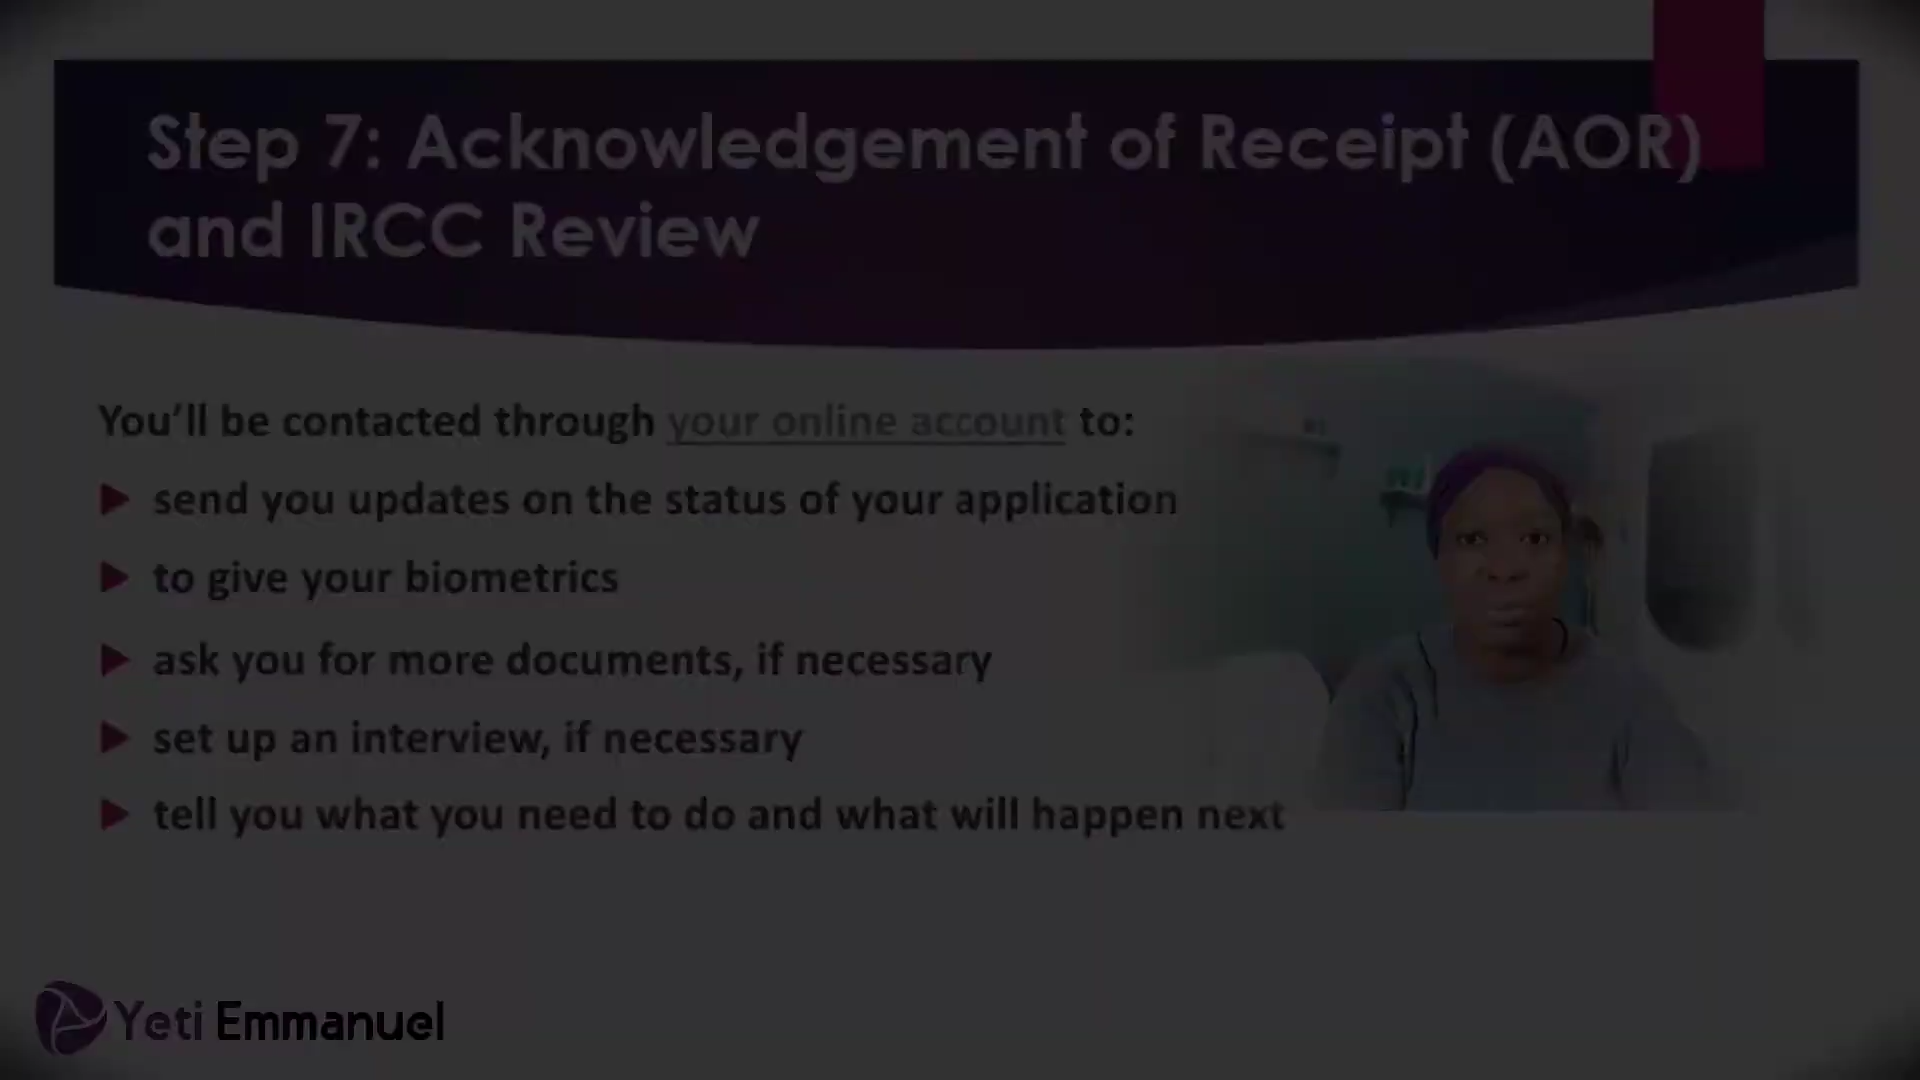 Step 7: Acknowledgement of Receipt (AOR)
and IRCC Review
You’ll be contacted through your online account to:
send you updates on the status of your application
to give your biometrics
ask you for more documents, if necessary
set up an interview, if necessary
tell you what you need to do and what will happen next
Yeti Emmanuel